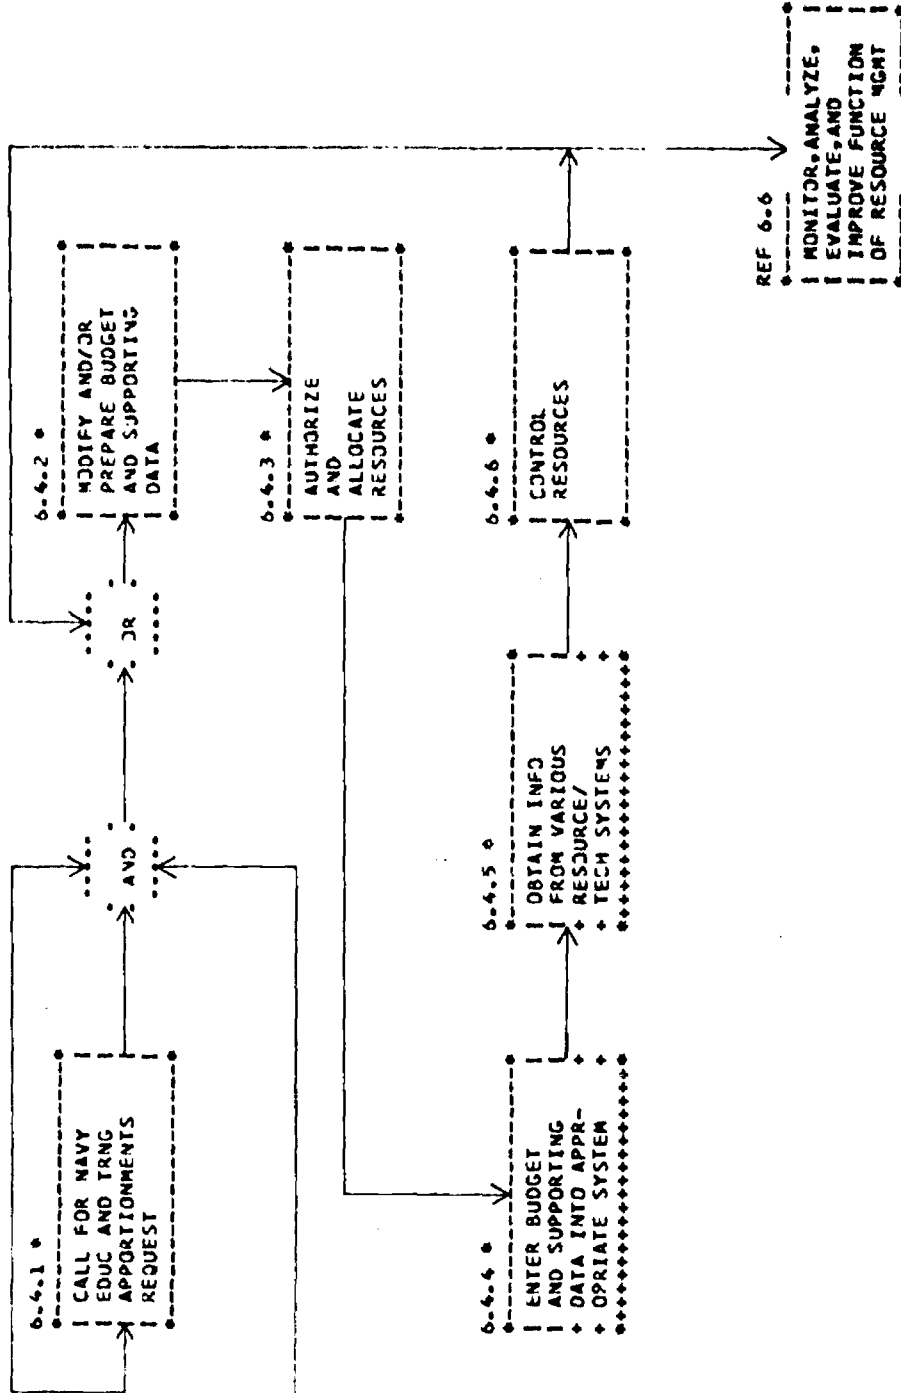 6.4.1 *
CALL FOR NAVY
EDUC AND TRNG
APPORTIONMENTS
REQUEST
AND
OR
6.4.2 *
MODIFY AND/OR
PREPARE BUDGET
AND SUPPORTING
DATA
6.4.3 *
AUTHORIZE
AND
ALLOCATE
RESOURCES
6.4.4 *
ENTER BUDGET
AND SUPPORTING
DATA INTO APPR-
OPRIATE SYSTEM
6.4.5 *
OBTAIN INFO
FROM VARIOUS
RESOURCE/
TECH SYSTEMS
6.4.6 *
CONTROL
RESOURCES
REF 6.6
MONITOR,ANALYZE,
EVALUATE,AND
IMPROVE FUNCTION
OF RESOURCE MGMT